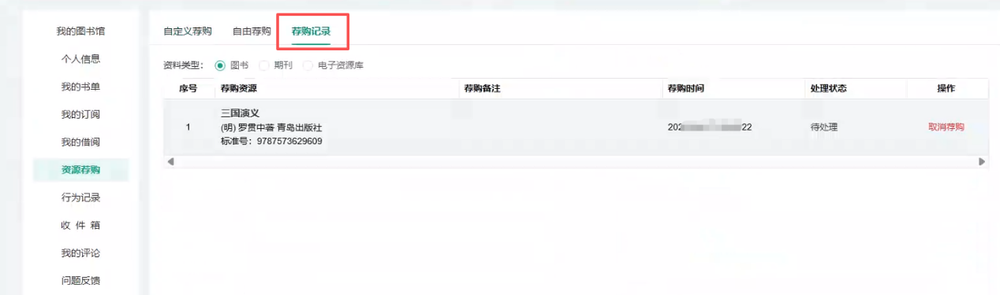 我的图书馆
个人信息
我的书单
我的订阅
我的借阅
资源荐购
行为记录
收 件 箱
我的评论
问题反馈
自定义荐购 自由荐购 荐购记录
资料类型: 图书 期刊 电子资源库
序号 荐购资源 荐购备注 荐购时间 处理状态 操作
三国演义
1 (明) 罗贯中著 青岛出版社 202 22 待处理 取消荐购
标准号: 9787573629609